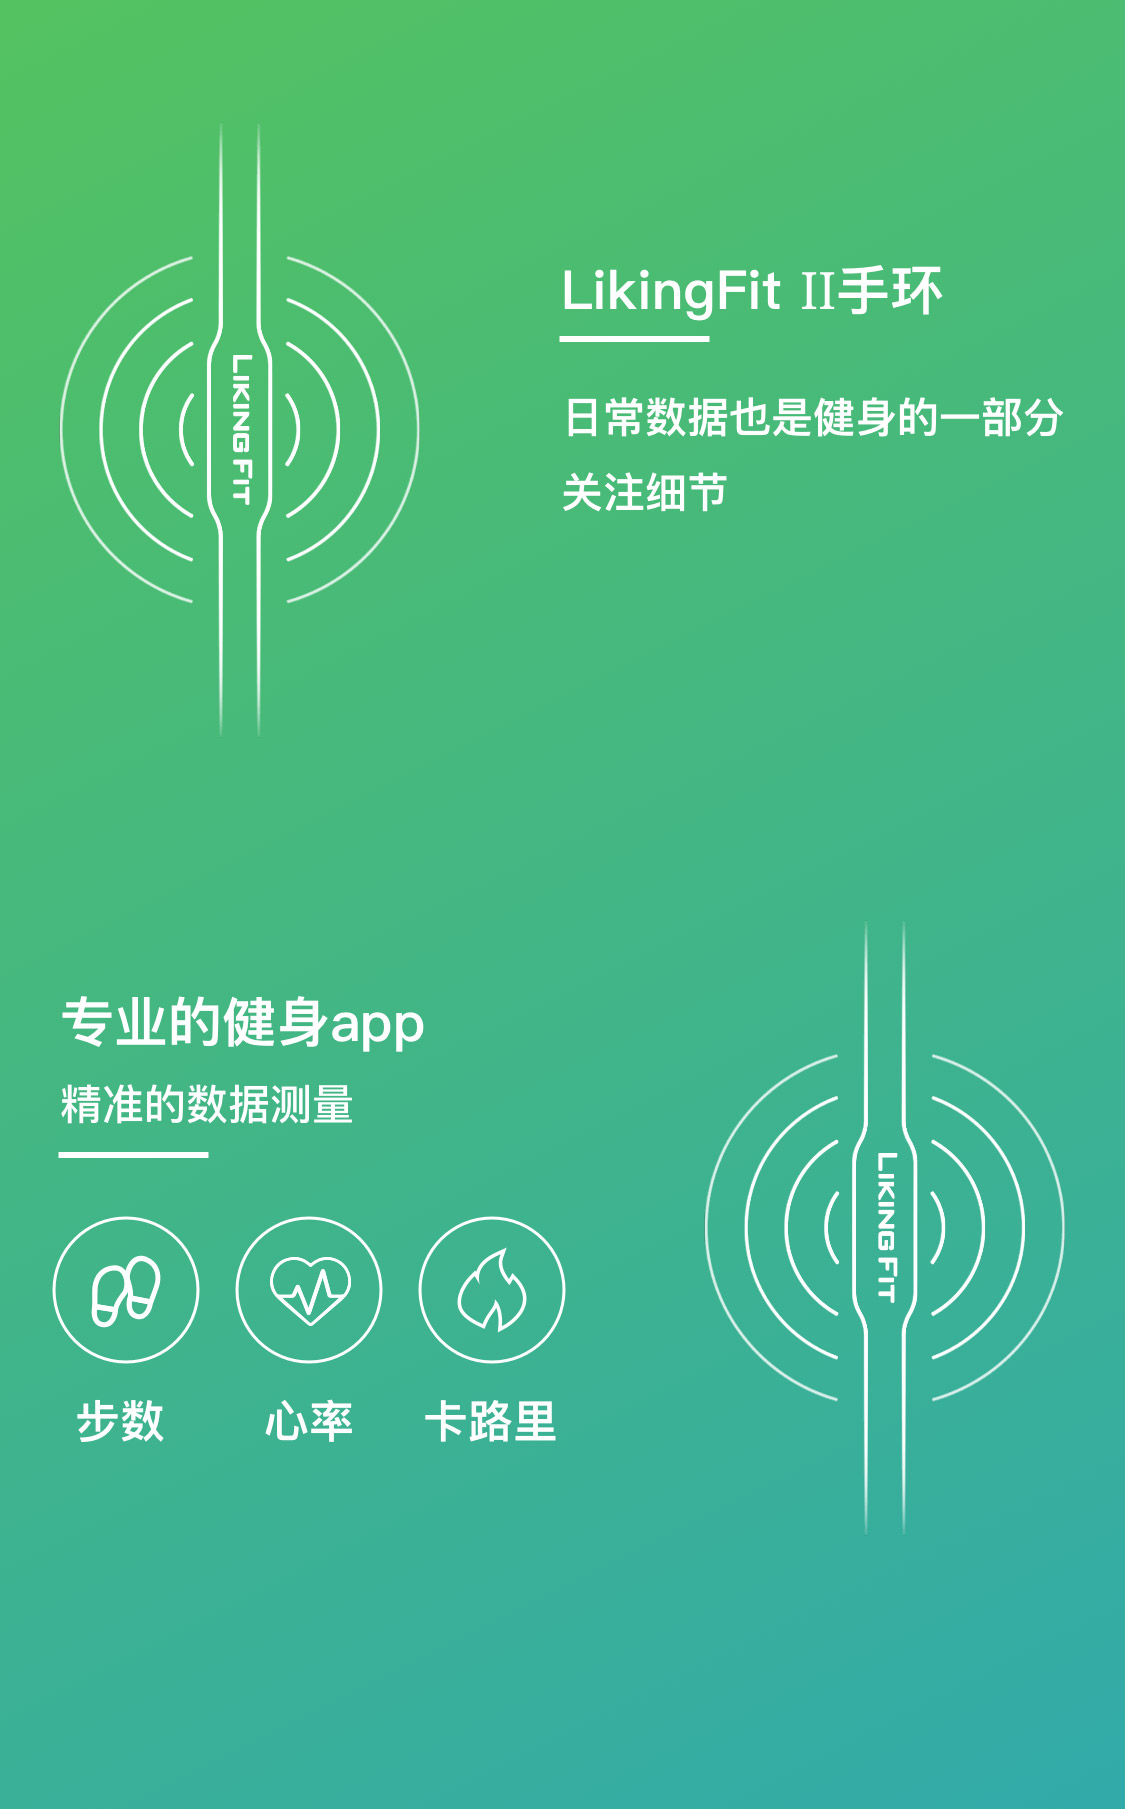 LIKING FIT
LikingFit II手环
日常数据也是健身的一部分
关注细节
专业的健身app
精准的数据测量
步数
心率
卡路里
LIKING FIT